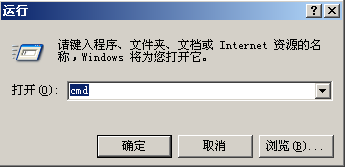 运行
请键入程序、文件夹、文档或 Internet 资源的名
称,Windows 将为您打开它。
打开(O): cmd
确定 取消 浏览(B)...